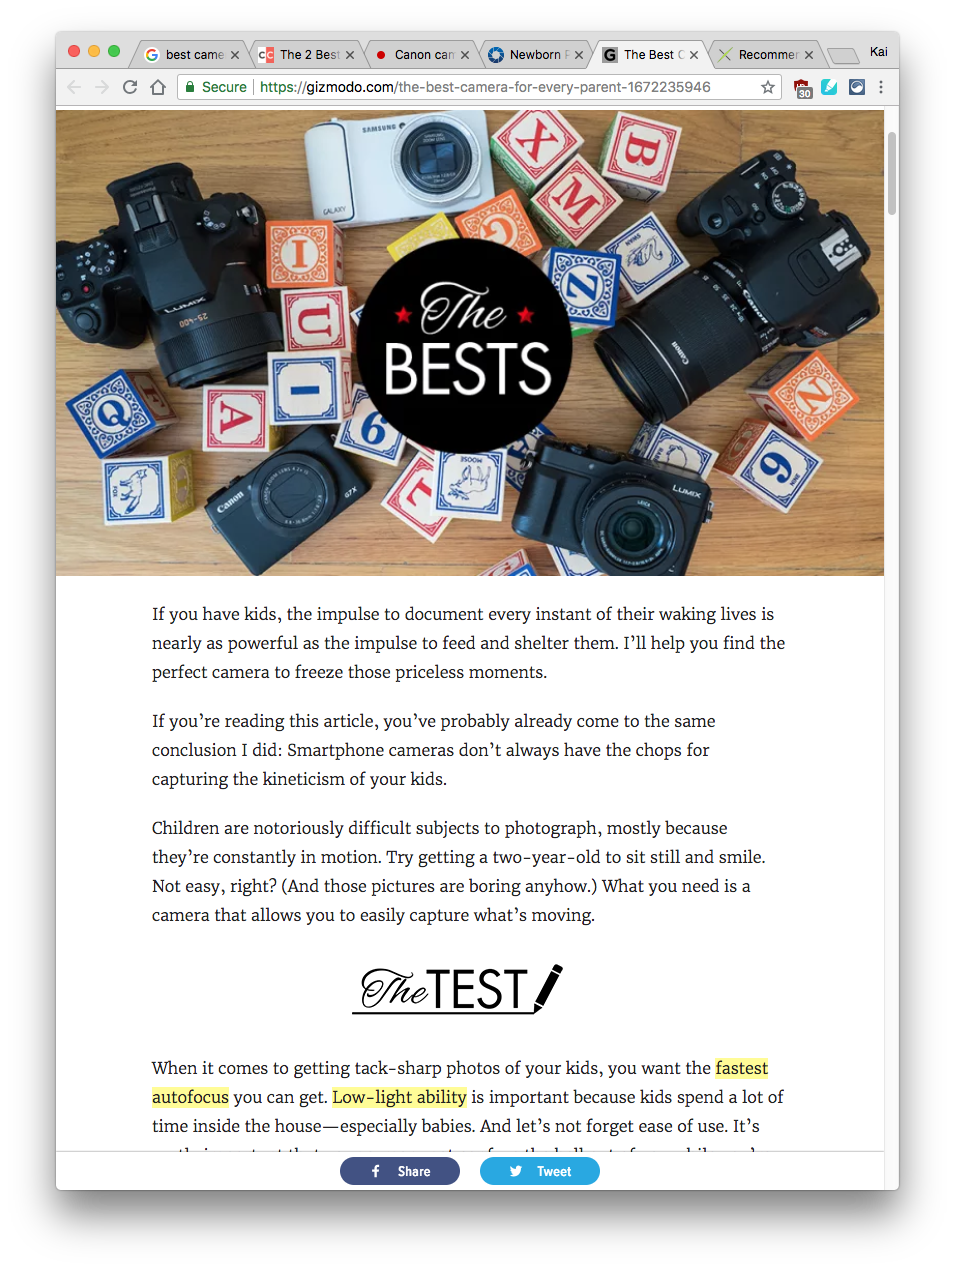 best came
The 2 Best
Canon can
Newborn P
The Best C
Recommen
Kai
Secure
https://gizmodo.com/the-best-camera-for-every-parent-1672235946
30
SAMSUNG
GALAXY
X
B
M
G
I
SWAN
Z
LUMIX
25-400
U
Canon
Canon
The
BESTS
I
N
Q
A
6
9
NINE
MOOSE
T
FOX
Canon
G7X
LUMIX
LEICA
If you have kids, the impulse to document every instant of their waking lives is
nearly as powerful as the impulse to feed and shelter them. I’ll help you find the
perfect camera to freeze those priceless moments.
If you’re reading this article, you’ve probably already come to the same
conclusion I did: Smartphone cameras don’t always have the chops for
capturing the kineticism of your kids.
Children are notoriously difficult subjects to photograph, mostly because
they’re constantly in motion. Try getting a two-year-old to sit still and smile.
Not easy, right? (And those pictures are boring anyhow.) What you need is a
camera that allows you to easily capture what’s moving.
The TEST
When it comes to getting tack-sharp photos of your kids, you want the fastest
autofocus you can get. Low-light ability is important because kids spend a lot of
time inside the house—especially babies. And let’s not forget ease of use. It’s
Share
Tweet